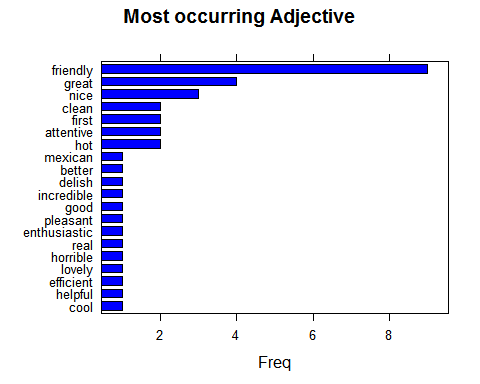 Most occurring Adjective
friendly
great
nice
clean
first
attentive
hot
mexican
better
delish
incredible
good
pleasant
enthusiastic
real
horrible
lovely
efficient
helpful
cool
2 4 6 8
Freq